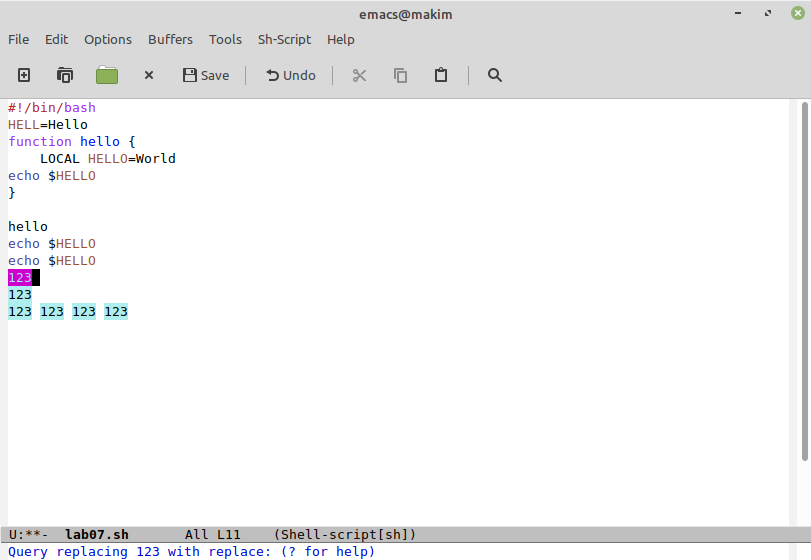 emacs@makim
File Edit Options Buffers Tools Sh-Script Help
Save Undo
#!/bin/bash
HELL=Hello
function hello {
    LOCAL HELLO=World
echo $HELLO
}
hello
echo $HELLO
echo $HELLO
123
123
123 123 123 123
U:**-  lab07.sh       All L11    (Shell-script[sh])
Query replacing 123 with replace: (? for help)